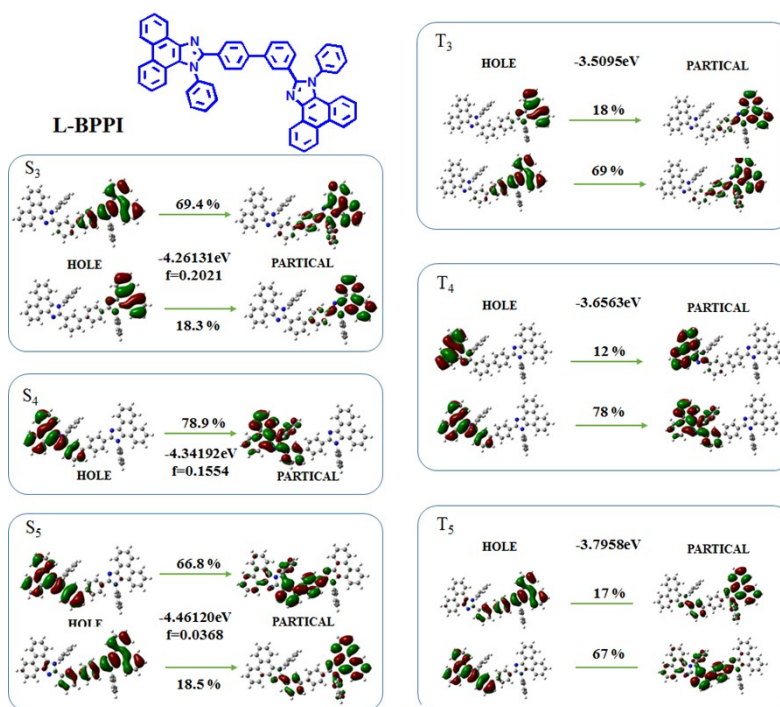 N
N
N
N
L-BPPI
S3
69.4%
-4.26131eV
HOLE
f=0.2021
PARTICAL
18.3%
S4
78.9%
-4.34192eV
HOLE
f=0.1554
PARTICAL
S5
66.8%
-4.46120eV
HOLE
f=0.0368
PARTICAL
18.5%
T3
HOLE
-3.5095eV
PARTICAL
18%
69%
T4
HOLE
-3.6563eV
PARTICAL
12%
78%
T5
HOLE
-3.7958eV
PARTICAL
17%
67%